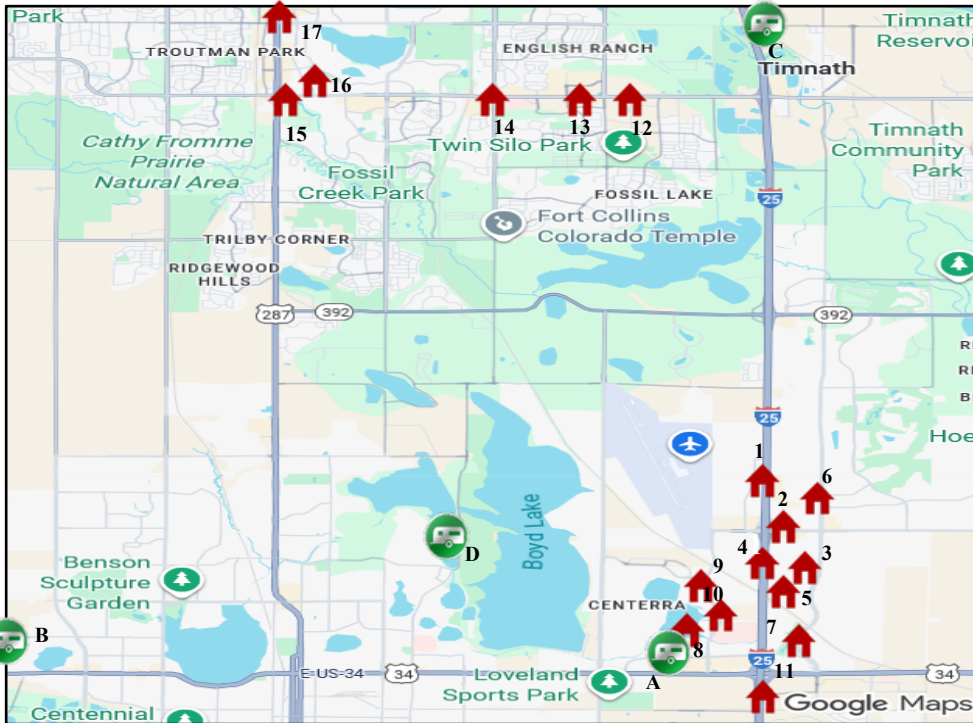 Park
17
C
Timnath
Reservoi
TROUTMAN PARK
ENGLISH RANCH
Timnath
16
15
14
13
12
Cathy Fromme
Prairie
Natural Area
Twin Silo Park
Timnath
Community
Park
Fossil
Creek Park
FOSSIL LAKE
25
Fort Collins
Colorado Temple
TRILBY CORNER
RIDGEWOOD
HILLS
287
392
392
RI
RI
B
25
Hoe
1
6
2
Boyd Lake
D
4
3
9
Benson
Sculpture
Garden
CENTERRA
10
5
B
7
8
A
25
11
E US-34
34
Loveland
Sports Park
34
Google Maps
Centennial